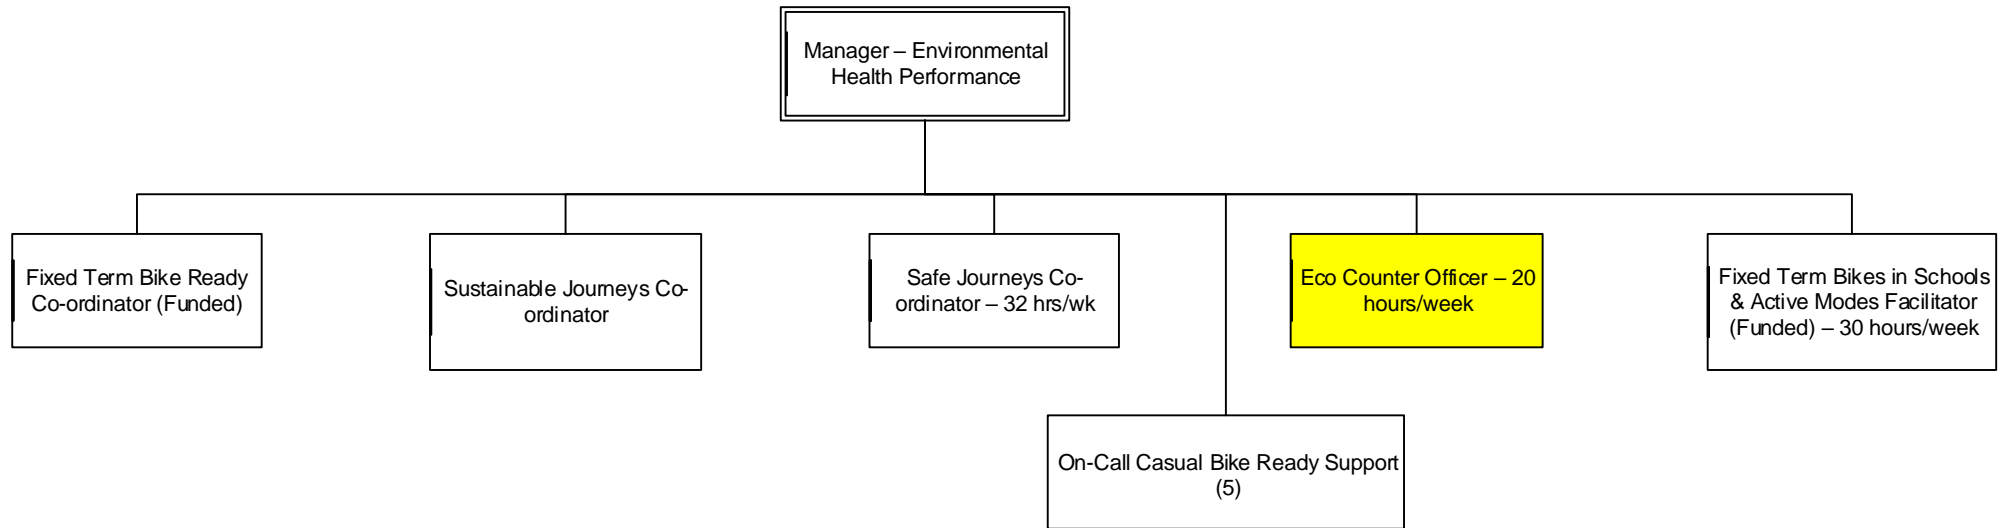 Manager – Environmental
Health Performance
Fixed Term Bike Ready
Co-ordinator (Funded)
Sustainable Journeys Co-
ordinator
Safe Journeys Co-
ordinator – 32 hrs/wk
Eco Counter Officer – 20
hours/week
Fixed Term Bikes in Schools
& Active Modes Facilitator
(Funded) – 30 hours/week
On-Call Casual Bike Ready Support
(5)